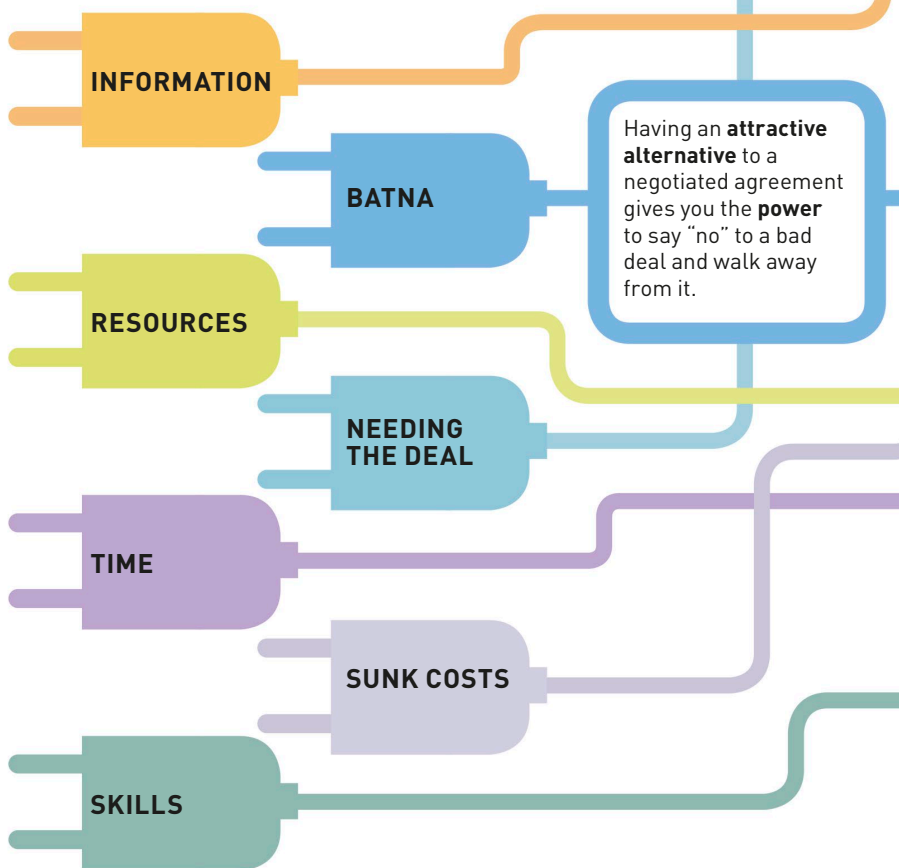 INFORMATION
BATNA
Having an attractive
alternative to a
negotiated agreement
gives you the power
to say “no” to a bad
deal and walk away
from it.
RESOURCES
NEEDING
THE DEAL
TIME
SUNK COSTS
SKILLS